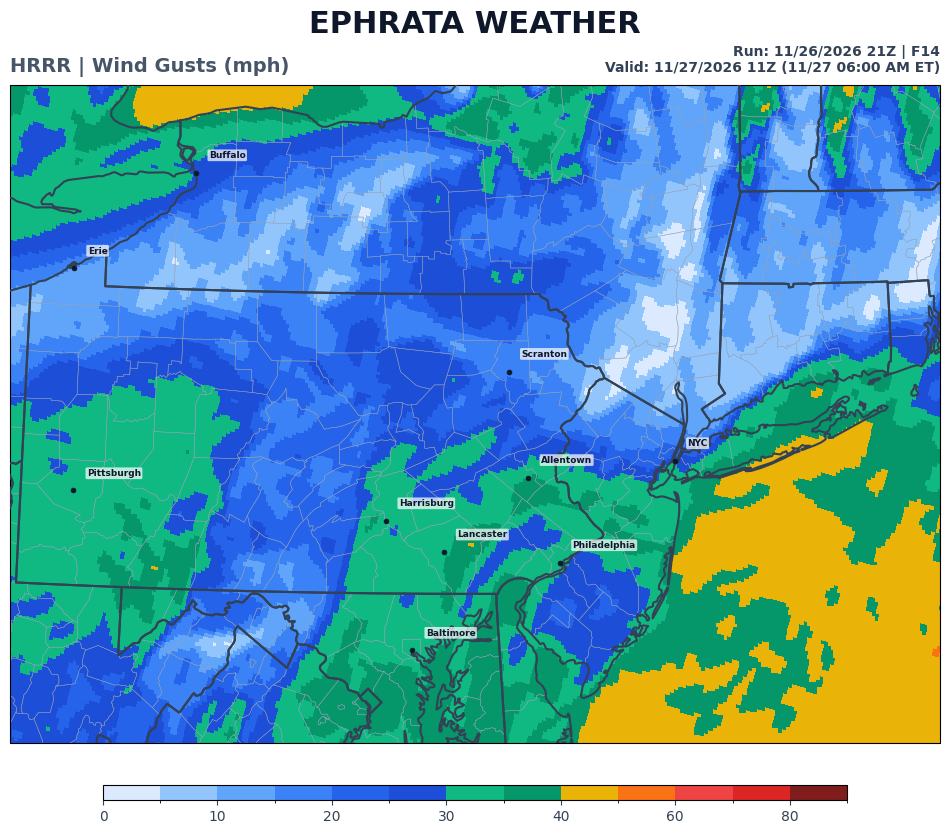 EPHRATA WEATHER
HRRR | Wind Gusts (mph)
Run: 11/26/2026 21Z | F14
Valid: 11/27/2026 11Z (11/27 06:00 AM ET)
Buffalo
Erie
Scranton
NYC
Allentown
Pittsburgh
Harrisburg
Lancaster
Philadelphia
Baltimore
0 10 20 30 40 50 60 70 80